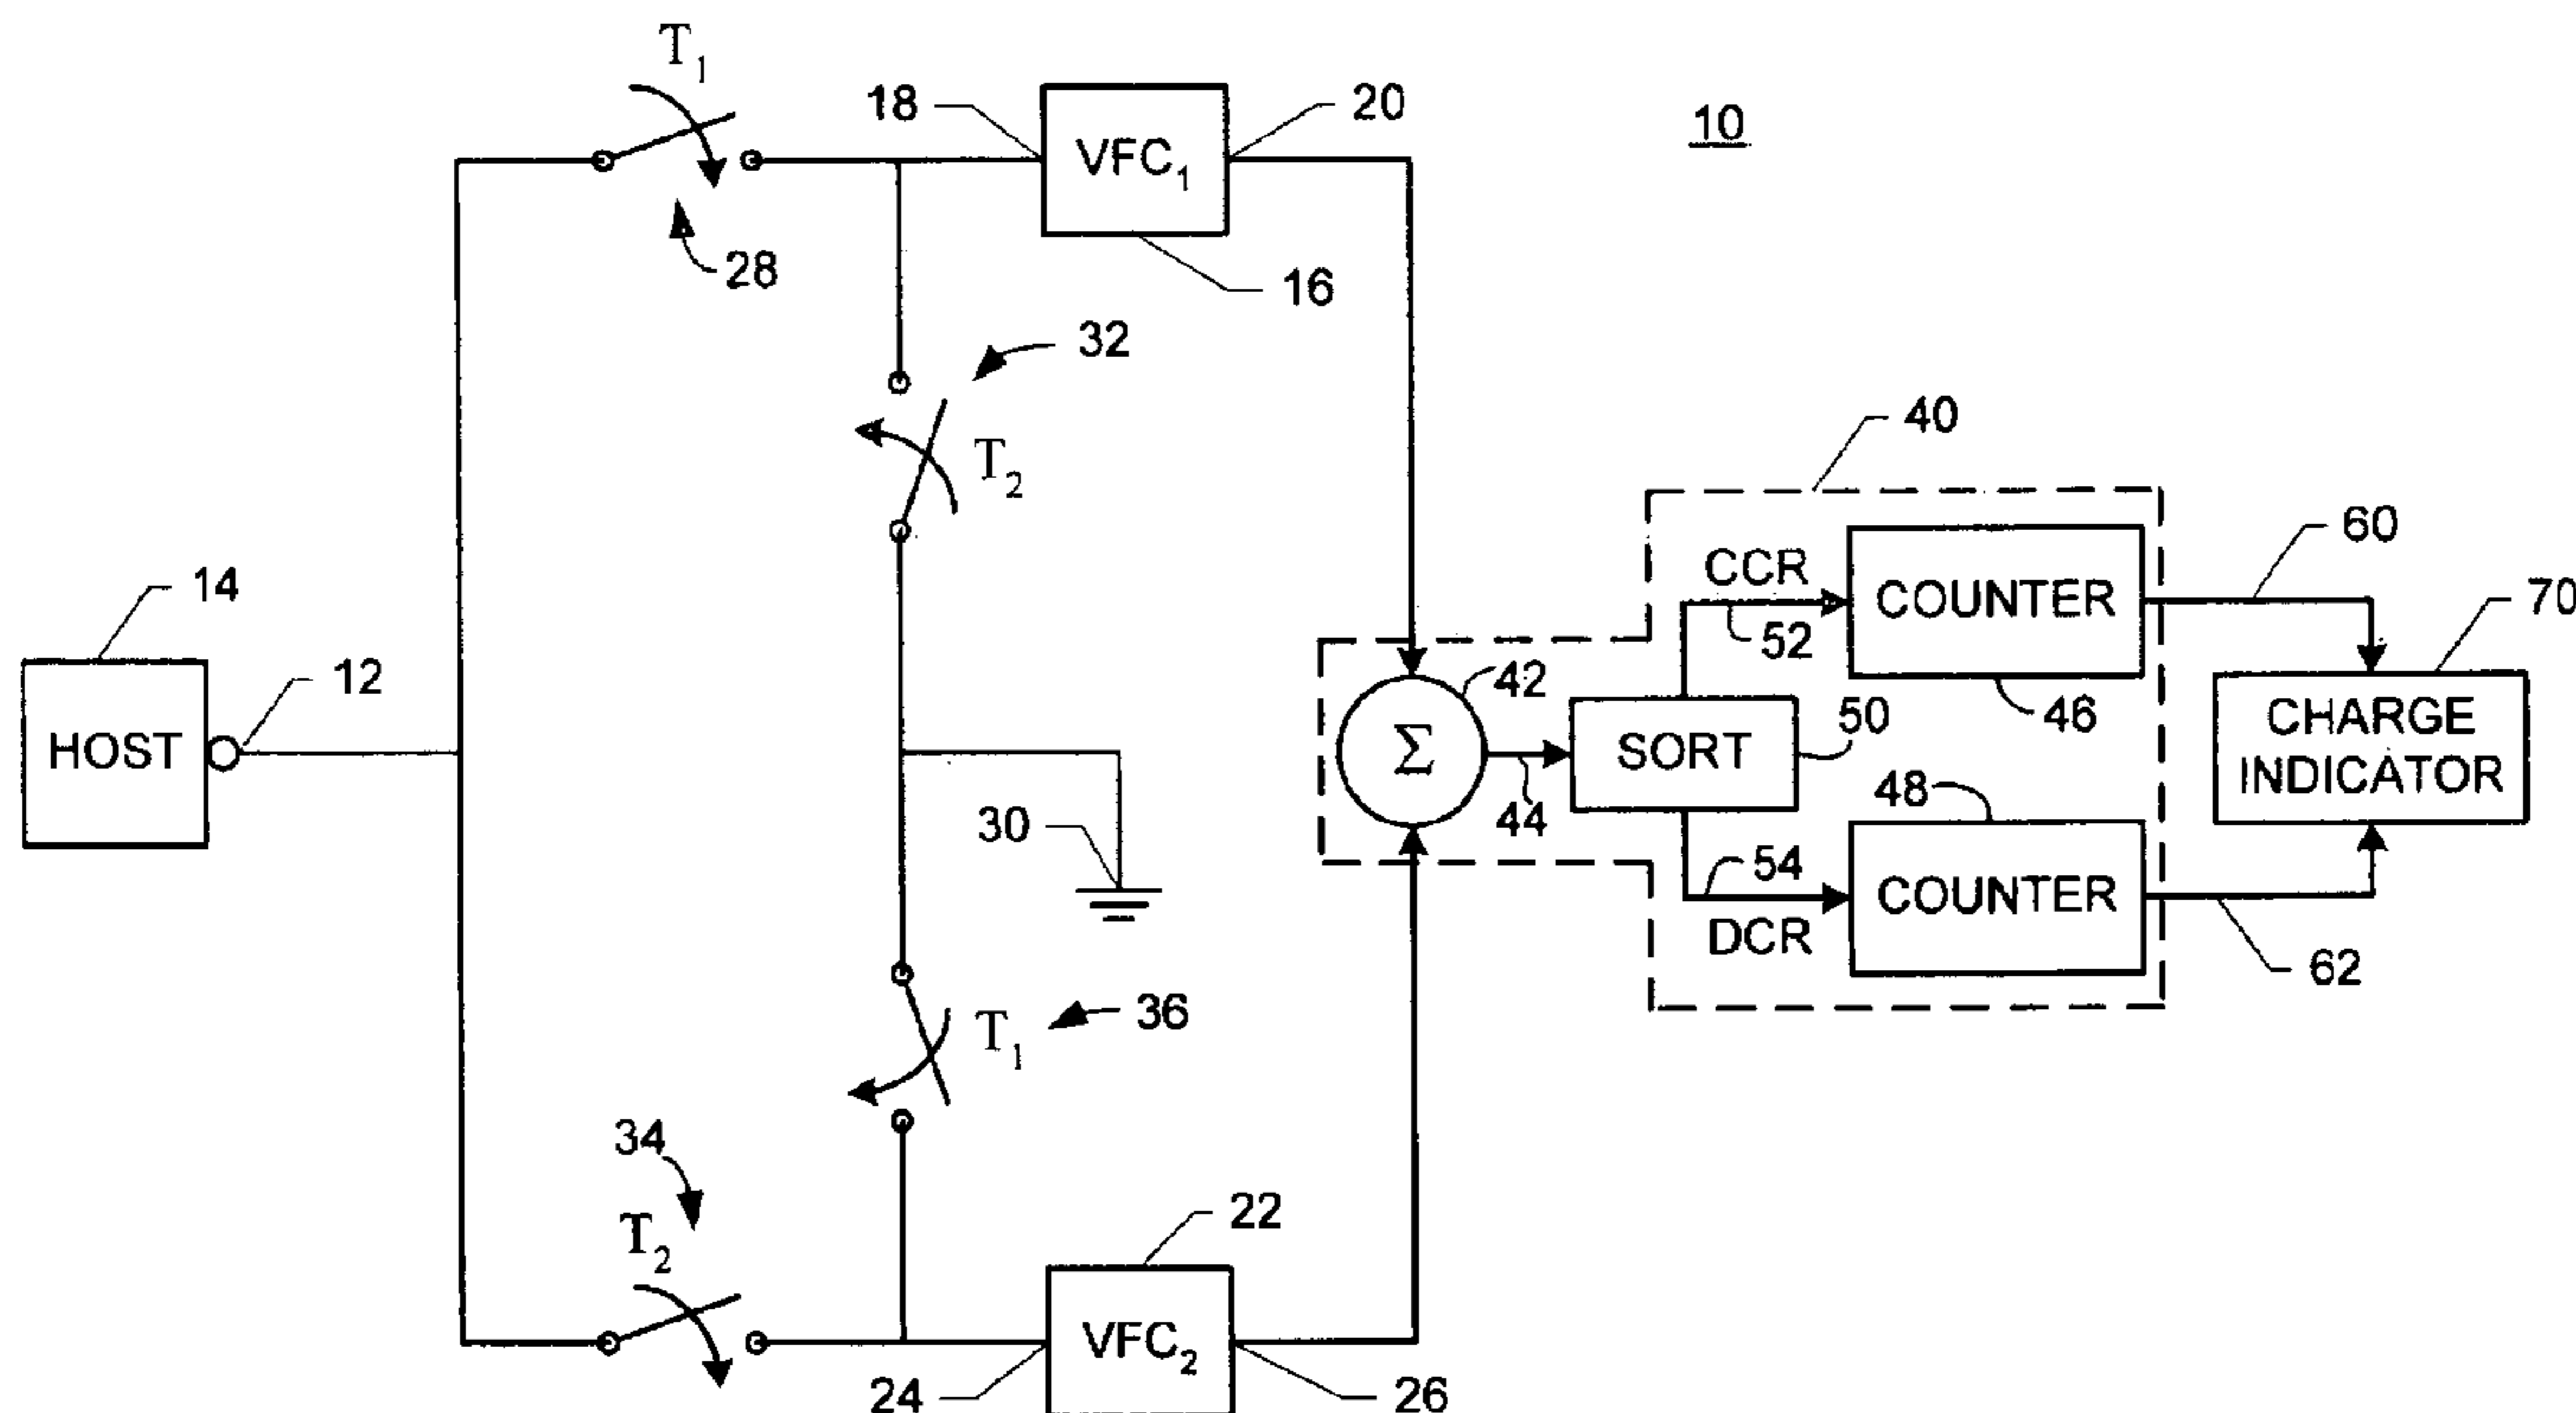 T1
18
20
10
VFC1
28
16
32
T2
40
60
CCR
COUNTER
14
52
70
12
42
46
HOST
Σ
SORT
50
CHARGE
INDICATOR
44
48
30
54
COUNTER
DCR
62
T1
36
34
T2
22
VFC2
24
26